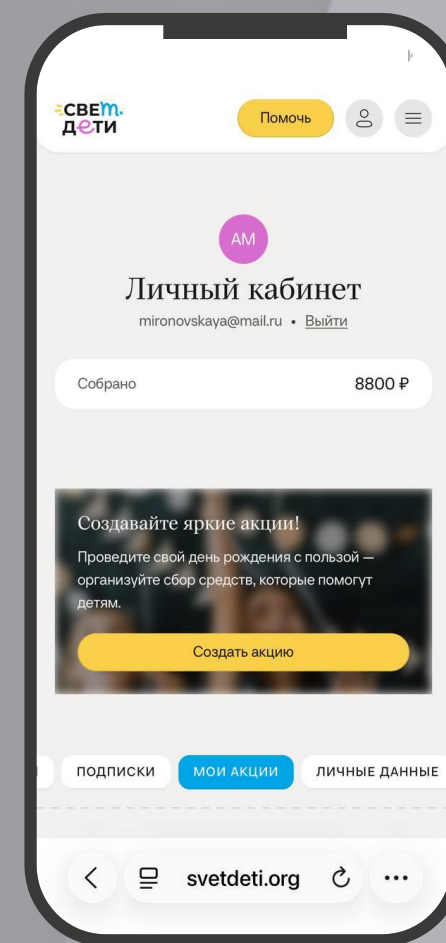 СВЕТ.
ДЕТИ
Помочь
АМ
Личный кабинет
mironovskaya@mail.ru • Выйти
Собрано 8800 ₽
Создавайте яркие акции!
Проведите свой день рождения с пользой —
организуйте сбор средств, которые помогут
детям.
Создать акцию
ПОДПИСКИ МОИ АКЦИИ ЛИЧНЫЕ ДАННЫЕ
svetdeti.org